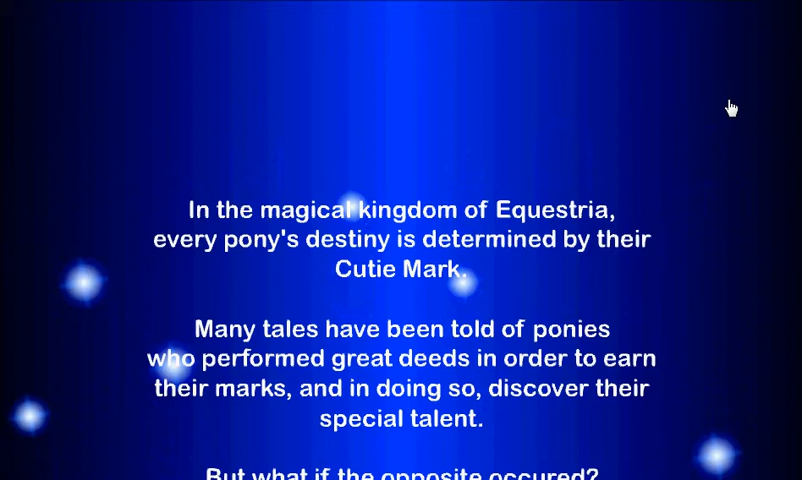 In the magical kingdom of Equestria,
every pony's destiny is determined by their
Cutie Mark.
Many tales have been told of ponies
who performed great deeds in order to earn
their marks, and in doing so, discover their
special talent.
But what if the opposite occured?